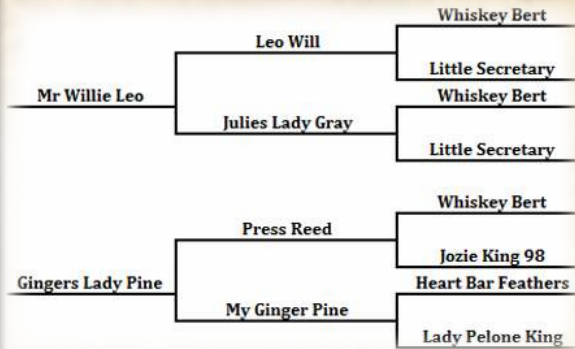 Whiskey Bert
Leo Will
Little Secretary
Mr Willie Leo
Whiskey Bert
Julies Lady Gray
Little Secretary
Whiskey Bert
Press Reed
Jozie King 98
Gingers Lady Pine
Heart Bar Feathers
My Ginger Pine
Lady Pelone King